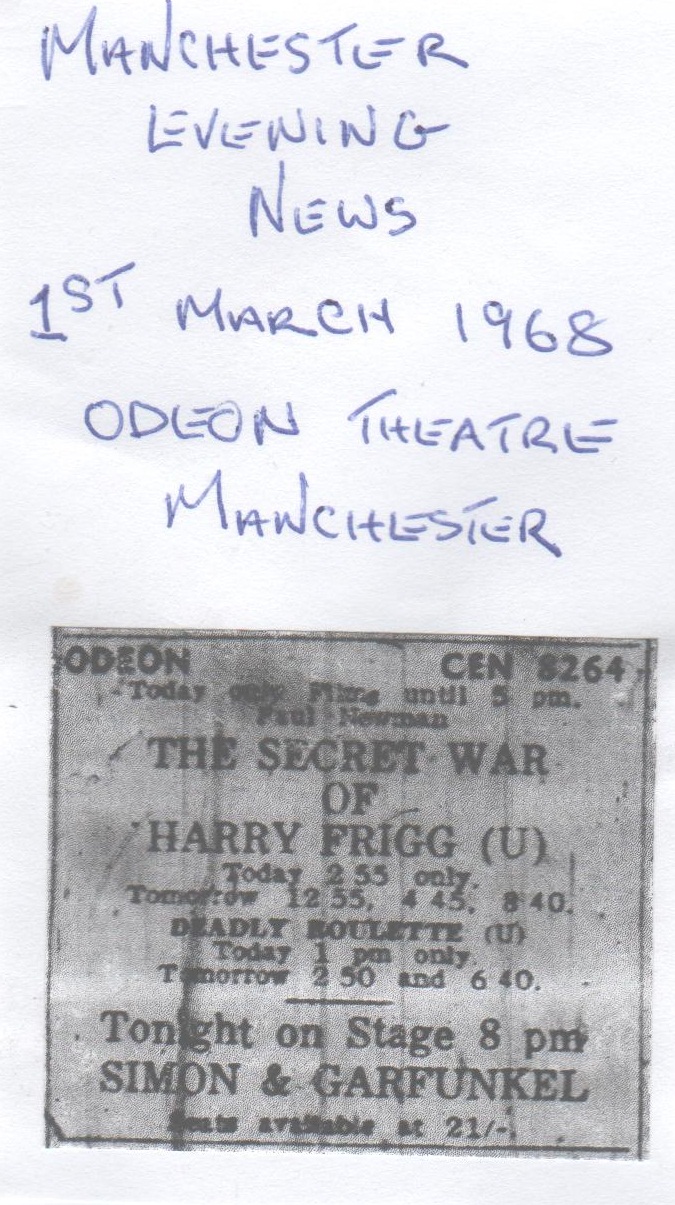 MANCHESTER
EVENING
NEWS
1ST MARCH 1968
ODEON THEATRE
MANCHESTER
ODEON CEN 8264
Today only Films until 5 pm.
Paul Newman
THE SECRET WAR
OF
HARRY FRIGG (U)
Today 2 55 only.
Tomorrow 12 55, 4 45, 8 40.
DEADLY ROULETTE (U)
Today 1 pm only.
Tomorrow 2 50 and 6 40.
Tonight on Stage 8 pm
SIMON & GARFUNKEL
Seats available at 21/-.